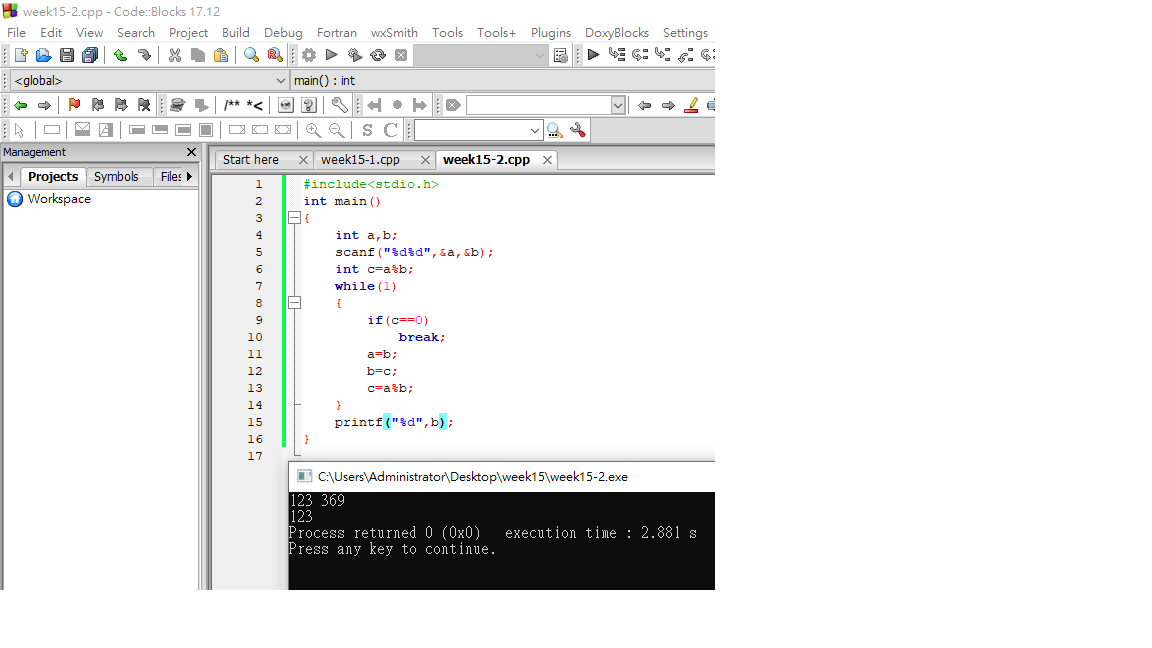 week15-2.cpp - Code::Blocks 17.12
File Edit View Search Project Build Debug Fortran wxSmith Tools Tools+ Plugins DoxyBlocks Settings
<global> main() : int
/** *<
S C
Management
Projects Symbols Files
Workspace
Start here week15-1.cpp week15-2.cpp
1 #include<stdio.h>
2 int main()
3 {
4 int a,b;
5 scanf("%d%d",&a,&b);
6 int c=a%b;
7 while(1)
8 {
9 if(c==0)
10 break;
11 a=b;
12 b=c;
13 c=a%b;
14 }
15 printf("%d",b);
16 }
17
C:\Users\Administrator\Desktop\week15\week15-2.exe
123 369
123
Process returned 0 (0x0) execution time : 2.881 s
Press any key to continue.